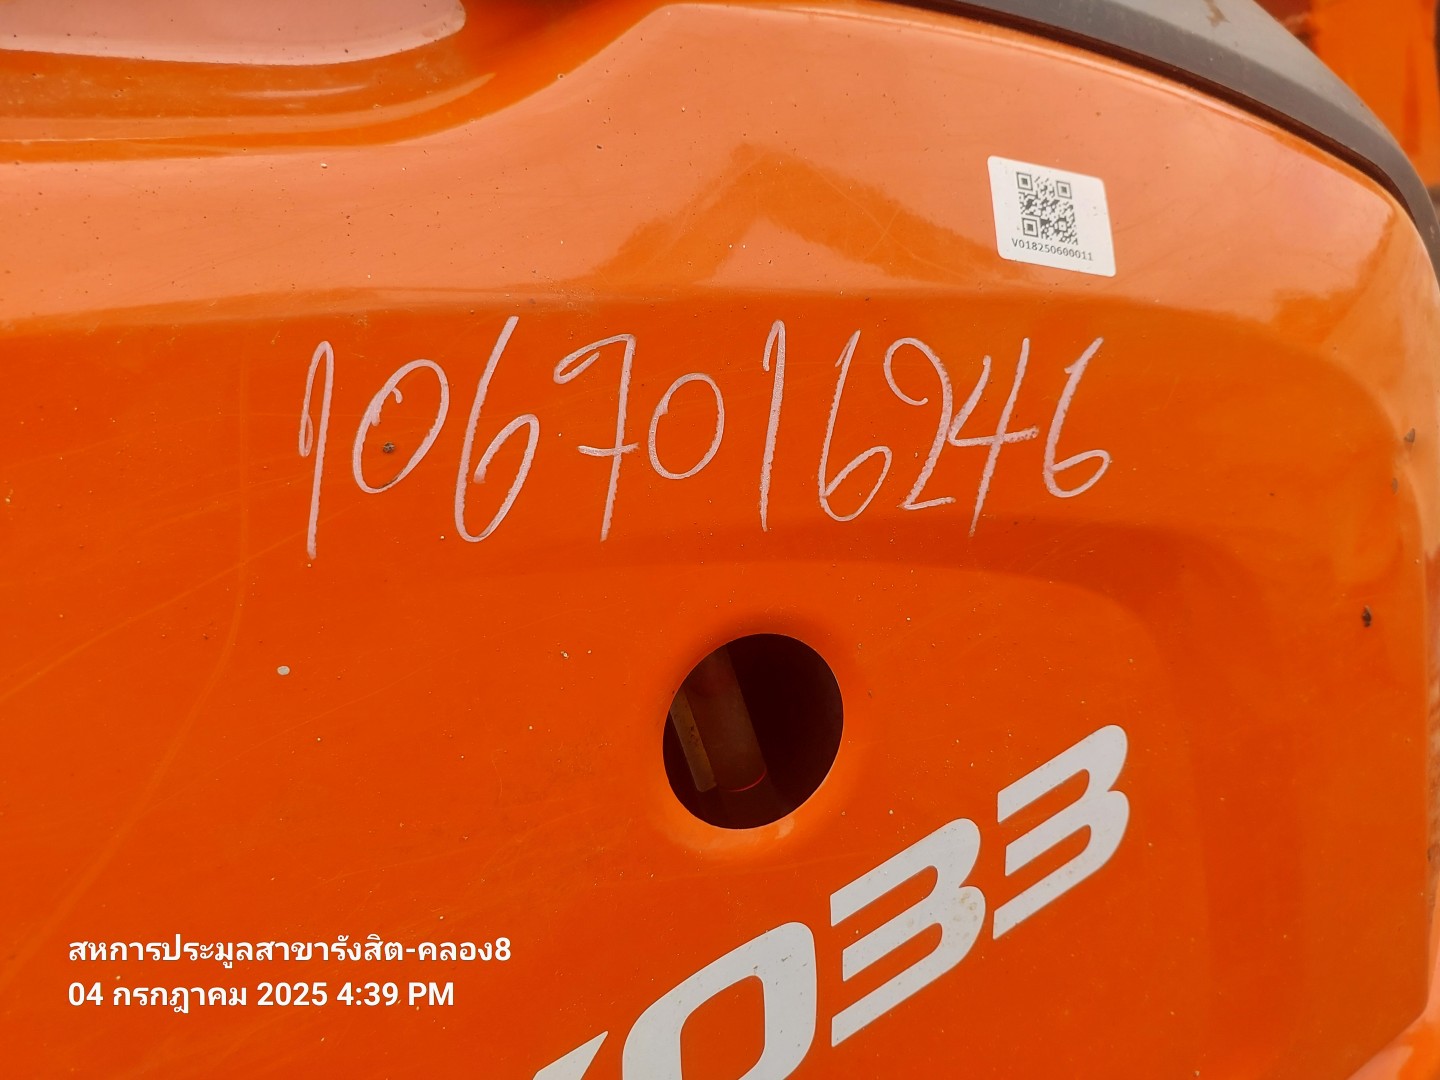 V018250600011
1067016246
033
สหการประมูลสาขารังสิต-คลอง8
04 กรกฎาคม 2025 4:39 PM